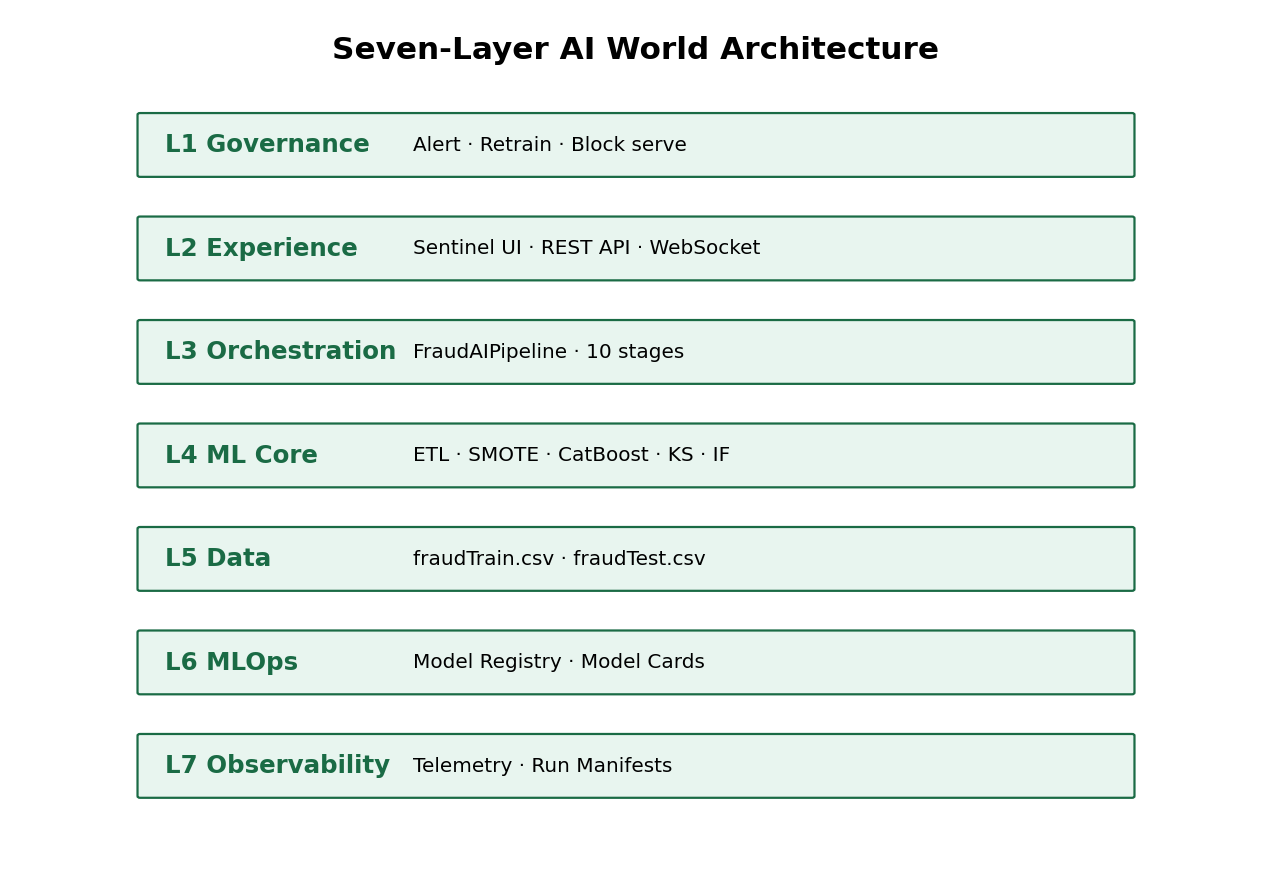 Seven-Layer AI World Architecture
L1 Governance Alert · Retrain · Block serve
L2 Experience Sentinel UI · REST API · WebSocket
L3 Orchestration FraudAIPipeline · 10 stages
L4 ML Core ETL · SMOTE · CatBoost · KS · IF
L5 Data fraudTrain.csv · fraudTest.csv
L6 MLOps Model Registry · Model Cards
L7 Observability Telemetry · Run Manifests